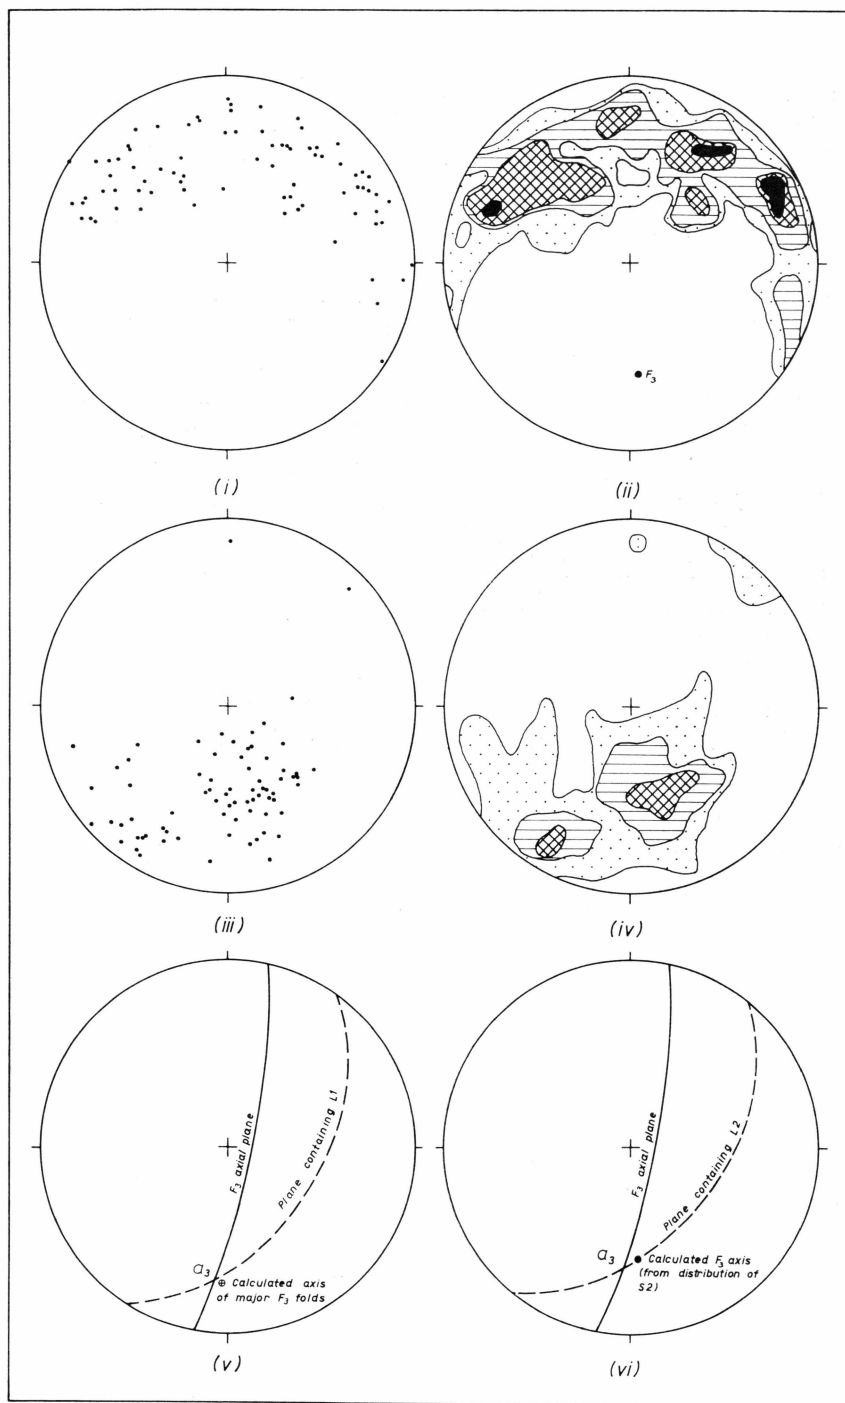 (i)
(ii)
F3
(iii)
(iv)
F3 axial plane
Plane containing L1
a3
Calculated axis
of major F3 folds
(v)
F3 axial plane
Plane containing L2
a3
Calculated F3 axis
(from distribution of
S2)
(vi)